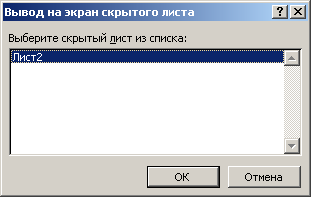 Вывод на экран скрытого листа
Выберите скрытый лист из списка:
Лист2
ОК
Отмена